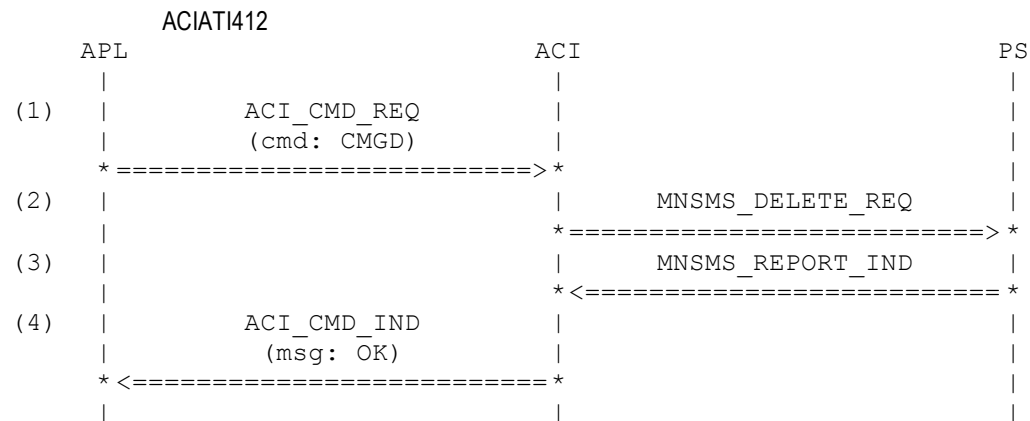 ACIATI412
APL ACI PS
| | |
(1) | ACI_CMD_REQ | |
| (cmd: CMGD) | |
* ==========================>* |
(2) | | MNSMS_DELETE_REQ |
| *==========================> *
(3) | | MNSMS_REPORT_IND |
| *<========================== *
(4) | ACI_CMD_IND | |
| (msg: OK) | |
* <========================== * |
| | |